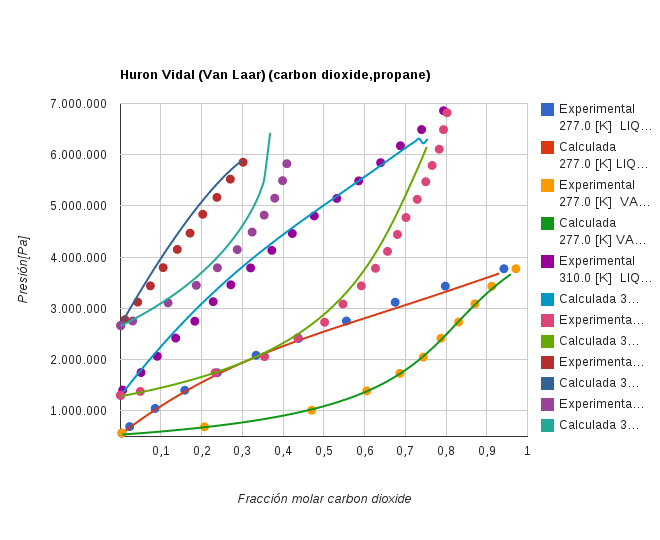 Huron Vidal (Van Laar) (carbon dioxide,propane)
7.000.000
6.000.000
5.000.000
4.000.000
3.000.000
2.000.000
1.000.000
Presión[Pa]
0,1
0,2
0,3
0,4
0,5
0,6
0,7
0,8
0,9
1
Fracción molar carbon dioxide
Experimental
277.0 [K] LIQ...
Calculada
277.0 [K] LIQ...
Experimental
277.0 [K] VA...
Calculada
277.0 [K] VA...
Experimental
310.0 [K] LIQ...
Calculada 3...
Experimenta...
Calculada 3...
Experimenta...
Calculada 3...
Experimenta...
Calculada 3...